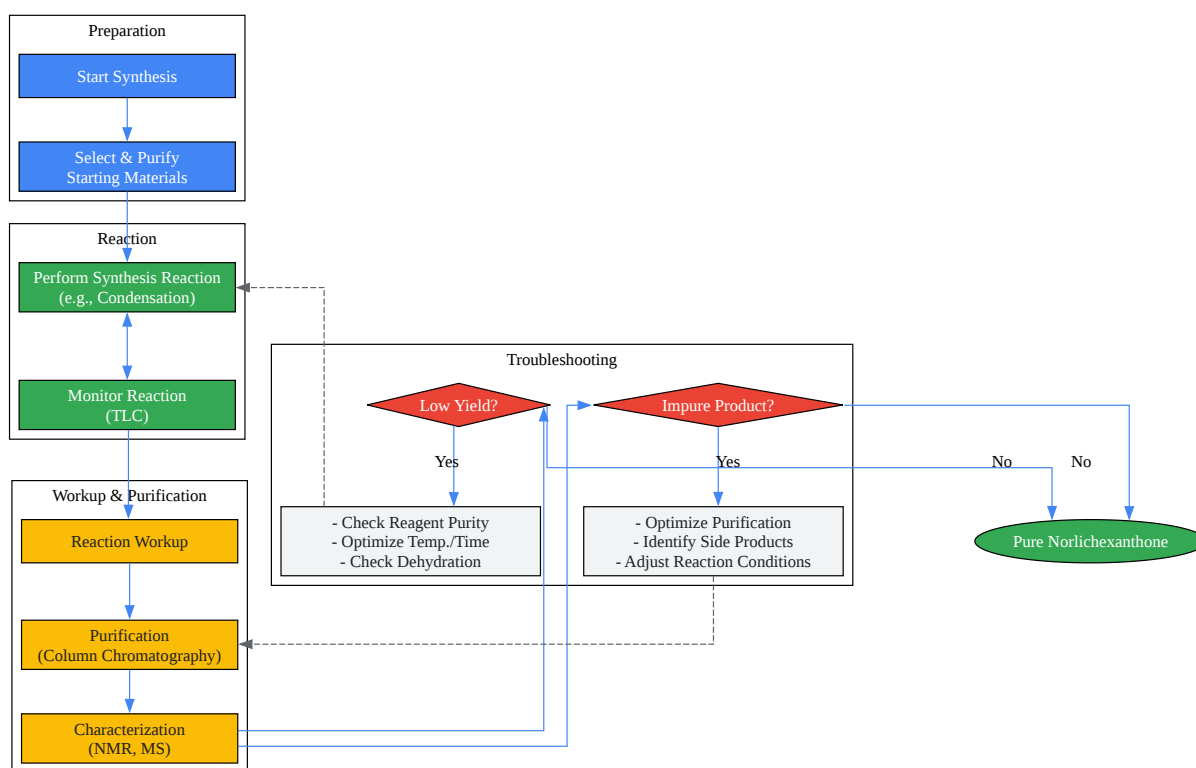 Preparation
Start Synthesis
Select & Purify
Starting Materials
Reaction
Perform Synthesis Reaction
(e.g., Condensation)
Monitor Reaction
(TLC)
Workup & Purification
Reaction Workup
Purification
(Column Chromatography)
Characterization
(NMR, MS)
Troubleshooting
Low Yield?
Impure Product?
Yes
Yes
No
No
- Check Reagent Purity
- Optimize Temp./Time
- Check Dehydration
- Optimize Purification
- Identify Side Products
- Adjust Reaction Conditions
Pure Norlichexanthone